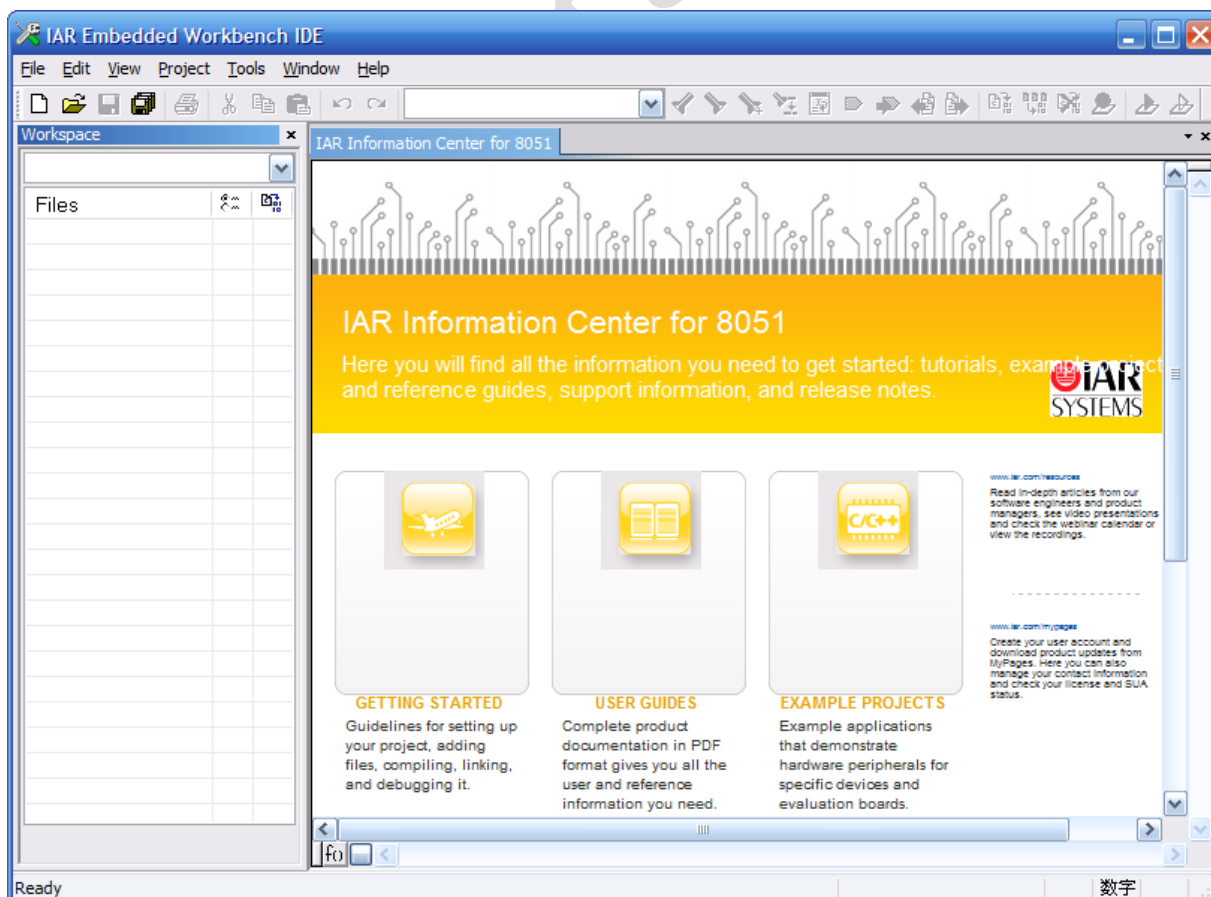 IAR Embedded Workbench IDE
File Edit View Project Tools Window Help
Workspace
Files
IAR Information Center for 8051
IAR Information Center for 8051
Here you will find all the information you need to get started: tutorials, example project
and reference guides, support information, and release notes.
IAR
SYSTEMS
C/C++
GETTING STARTED
Guidelines for setting up
your project, adding
files, compiling, linking,
and debugging it.
USER GUIDES
Complete product
documentation in PDF
format gives you all the
user and reference
information you need.
EXAMPLE PROJECTS
Example applications
that demonstrate
hardware peripherals for
specific devices and
evaluation boards.
www.iar.com/resources
Read in-depth articles from our
software engineers and product
managers, see video presentations
and check the webinar calendar or
view the recordings.
www.iar.com/mypages
Create your user account and
download product updates from
MyPages. Here you can also
manage your contact information
and check your license and SUA
status.
fo
Ready
数字